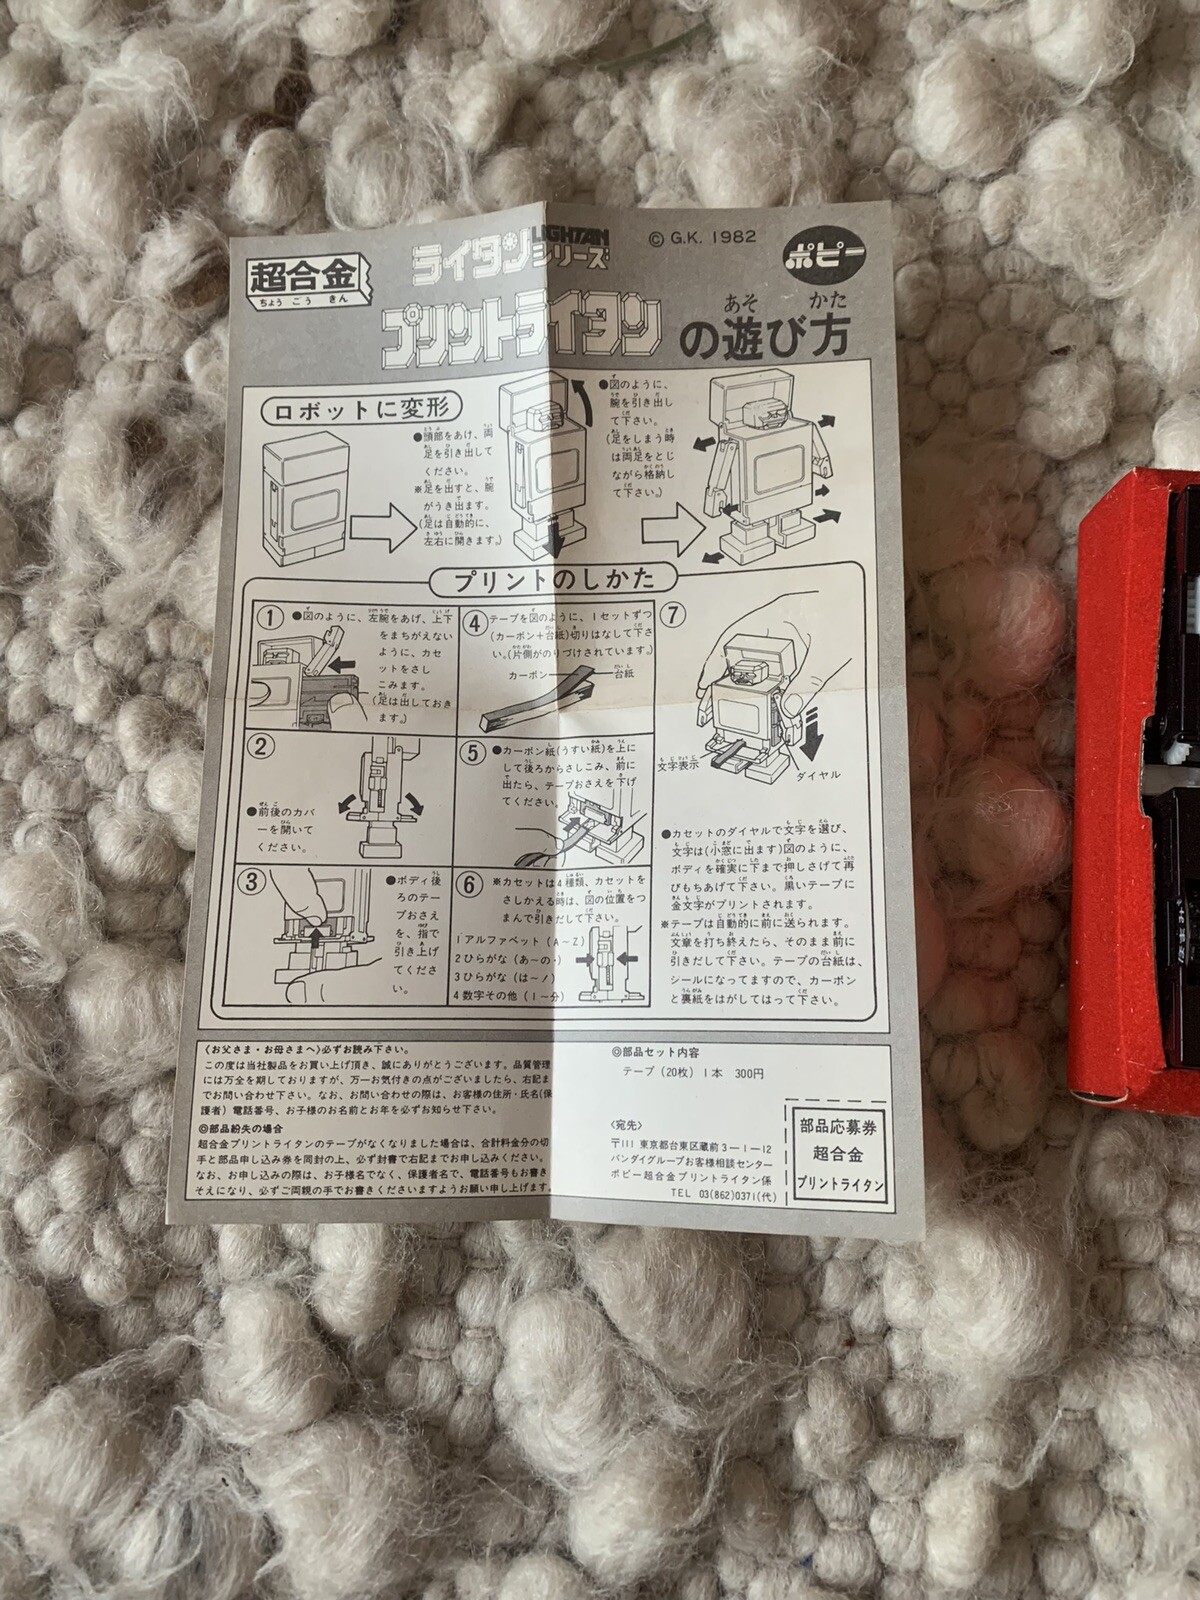 超合金
ちょうごうきん
ライタン
LIGHTAN
シリーズ
© G.K. 1982
ポピー
プリントライタン
の遊び方
あそ かた
ロボットに変形
●頭部をあけ、両
足を引き出して
ください。
※足を出すと、腕
がうき出ます。
(足は自動的に、
左右に開きます。)
●図のように、
腕を引き出し
て下さい。
(足をしまう時
は両足をとじ
ながら格納し
て下さい。)
プリントのしかた
①
●図のように、左腕をあげ、上下
をまちがえない
ように、カセ
ットをさし
こみます。
(足は出しておき
ます。)
②
●前後のカバ
ーを開いて
ください。
③
●ボディ後
ろのテー
プおさえ
を、指で
引き上げ
てくださ
い。
④
テープを図のように、1セットずつ
(カーボン+台紙)切りはなして下さ
い。(片側がのりづけされています。)
カーボン
台紙
⑤
●カーボン紙(うすい紙)を上に
して後ろからさしこみ、前に
出たら、テープおさえを下げ
てください。
⑥
※カセットは4種類、カセットを
さしかえる時は、図の位置をつ
まんで引きだして下さい。
1アルファベット(A〜Z)
2ひらがな(あ〜の)
3ひらがな(は〜ノ)
4数字その他(1〜分)
⑦
文字表示
ダイヤル
●カセットのダイヤルで文字を選び、
文字は(小窓に出ます)図のように、
ボディを確実に下まで押しさげて再
びもちあげて下さい。黒いテープに
金文字がプリントされます。
※テープは自動的に前に送られます。
文章を打ち終えたら、そのまま前に
引きだして下さい。テープの台紙は、
シールになってますので、カーボン
と裏紙をはがしてはって下さい。
〈お父さま・お母さまへ〉必ずお読み下さい。
この度は当社製品をお買い上げ頂き、誠にありがとうございます。品質管理
には万全を期しておりますが、万一お気付きの点がございましたら、右記ま
でお問い合わせ下さい。なお、お問い合わせの際は、お客様の住所・氏名(保
護者)電話番号、お子様のお名前とお年を必ずお知らせ下さい。
◎部品紛失の場合
超合金プリントライタンのテープがなくなりました場合は、合計料金分の切
手と部品申し込み券を同封の上、必ず封書で右記までお申し込みください。
なお、お申し込みの際は、お子様名でなく、保護者名で、電話番号もお書き
そえになり、必ずご両親の手でお書きくださいますようお願い申し上げます。
◎部品セット内容
テープ(20枚)1本 300円
〈宛先〉
〒111 東京都台東区蔵前3-1-12
バンダイグループお客様相談センター
ポピー超合金プリントライタン係
TEL 03(862)0371(代)
部品応募券
超合金
プリントライタン